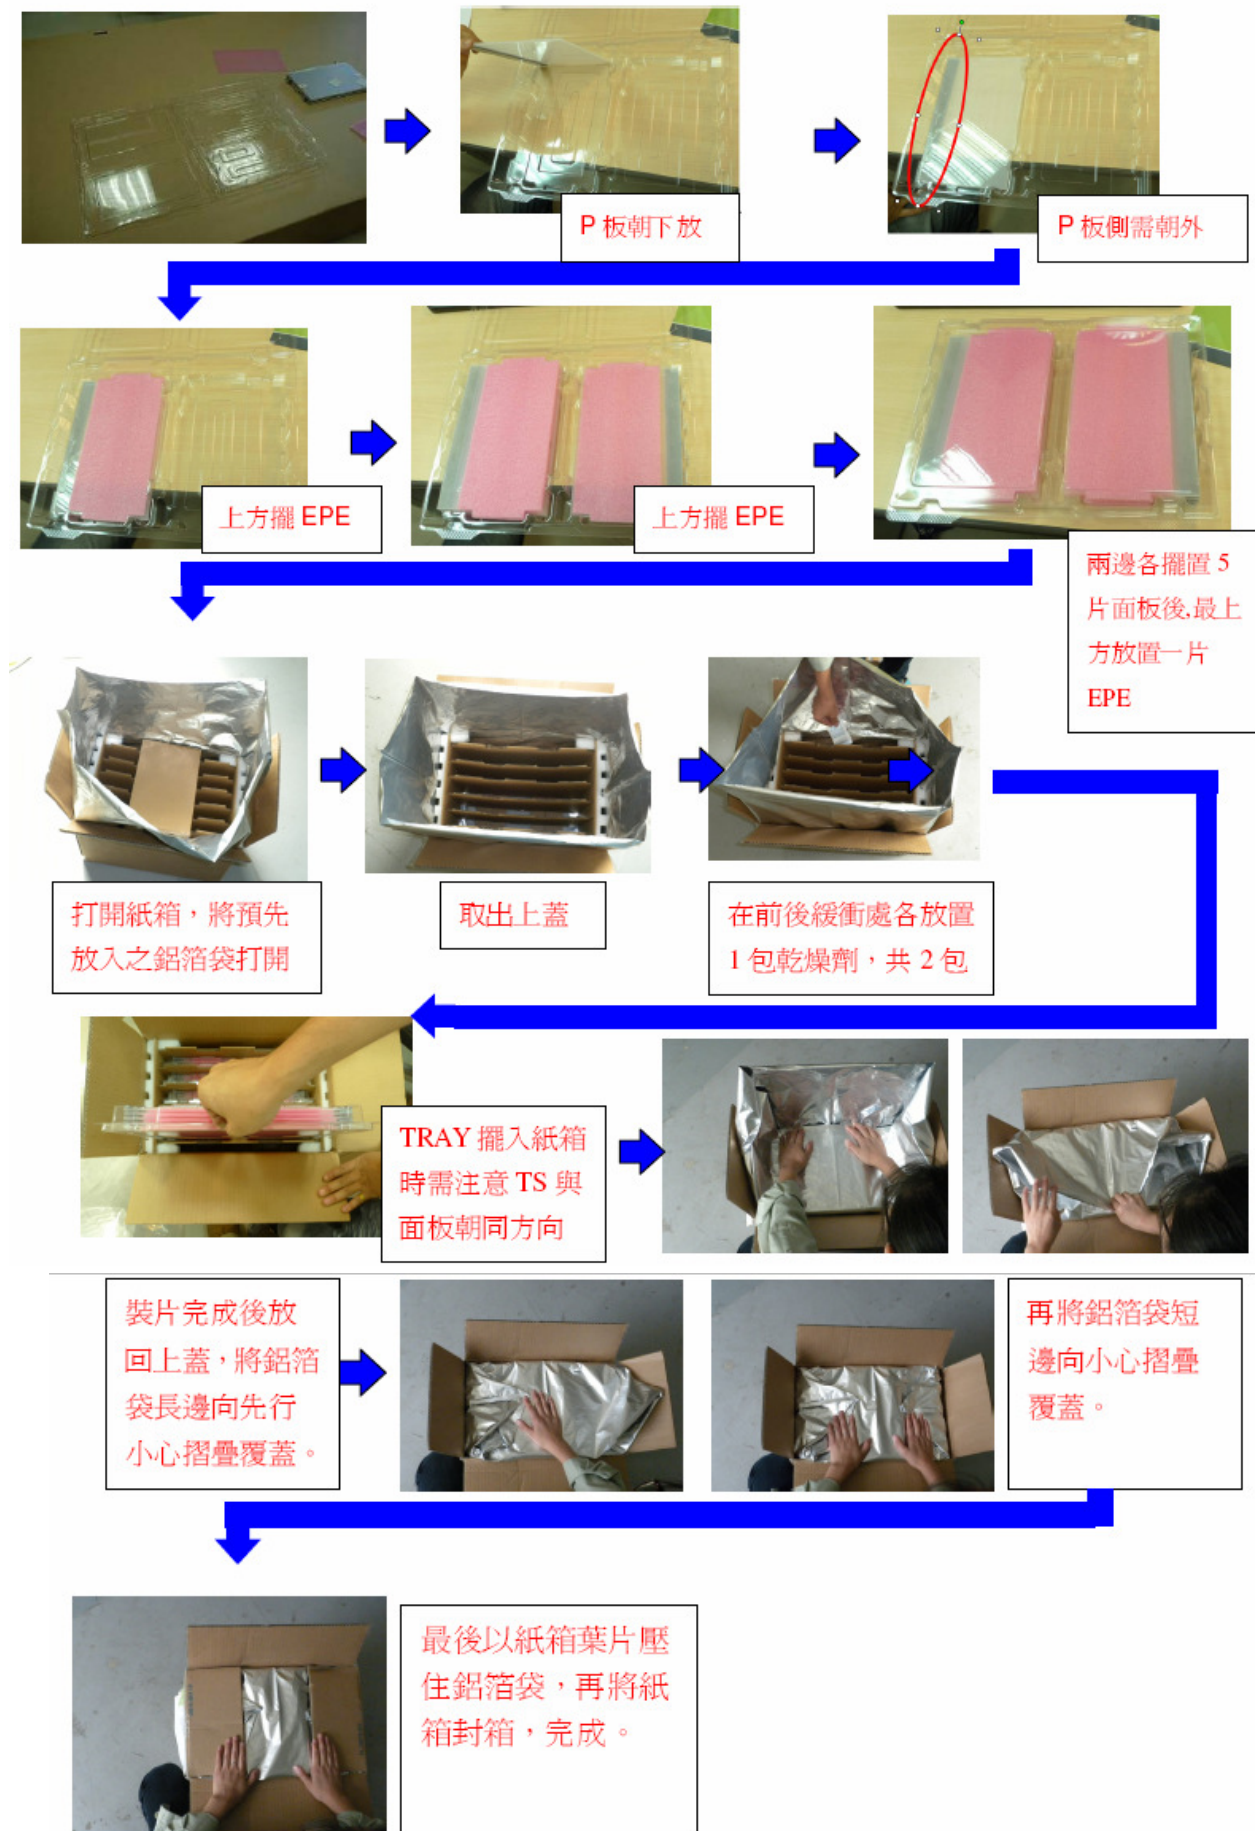 P 板朝下放
P 板側需朝外
上方擺 EPE
上方擺 EPE
兩邊各擺置 5
片面板後,最上
方放置一片
EPE
打開紙箱，將預先
放入之鋁箔袋打開
取出上蓋
在前後緩衝處各放置
1 包乾燥劑，共 2 包
TRAY 擺入紙箱
時需注意 TS 與
面板朝同方向
裝片完成後放
回上蓋，將鋁箔
袋長邊向先行
小心摺疊覆蓋。
再將鋁箔袋短
邊向小心摺疊
覆蓋。
最後以紙箱葉片壓
住鋁箔袋，再將紙
箱封箱，完成。